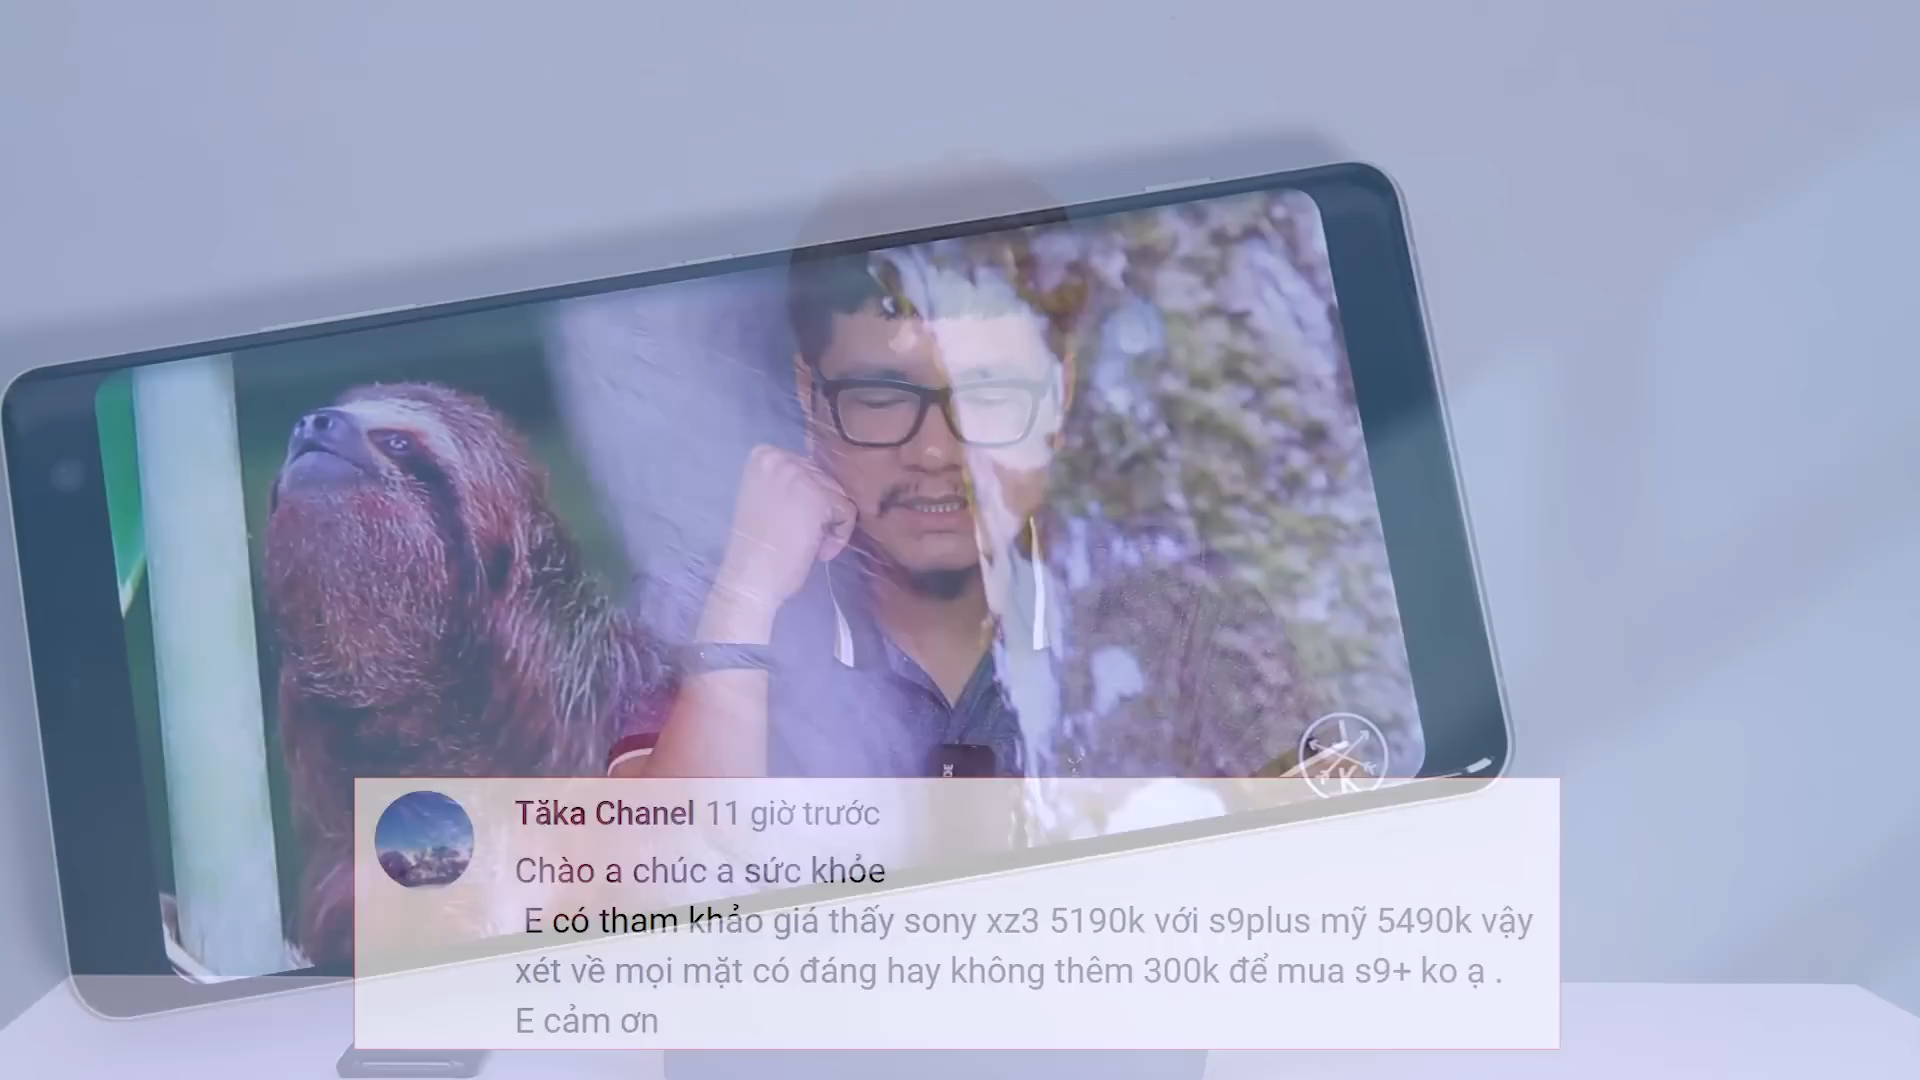 Tăka Chanel 11 giờ trước
Chào a chúc a sức khỏe
E có tham khảo giá thấy sony xz3 5190k với s9plus mỹ 5490k vậy
xét về mọi mặt có đáng hay không thêm 300k để mua s9+ ko ạ .
E cảm ơn
K